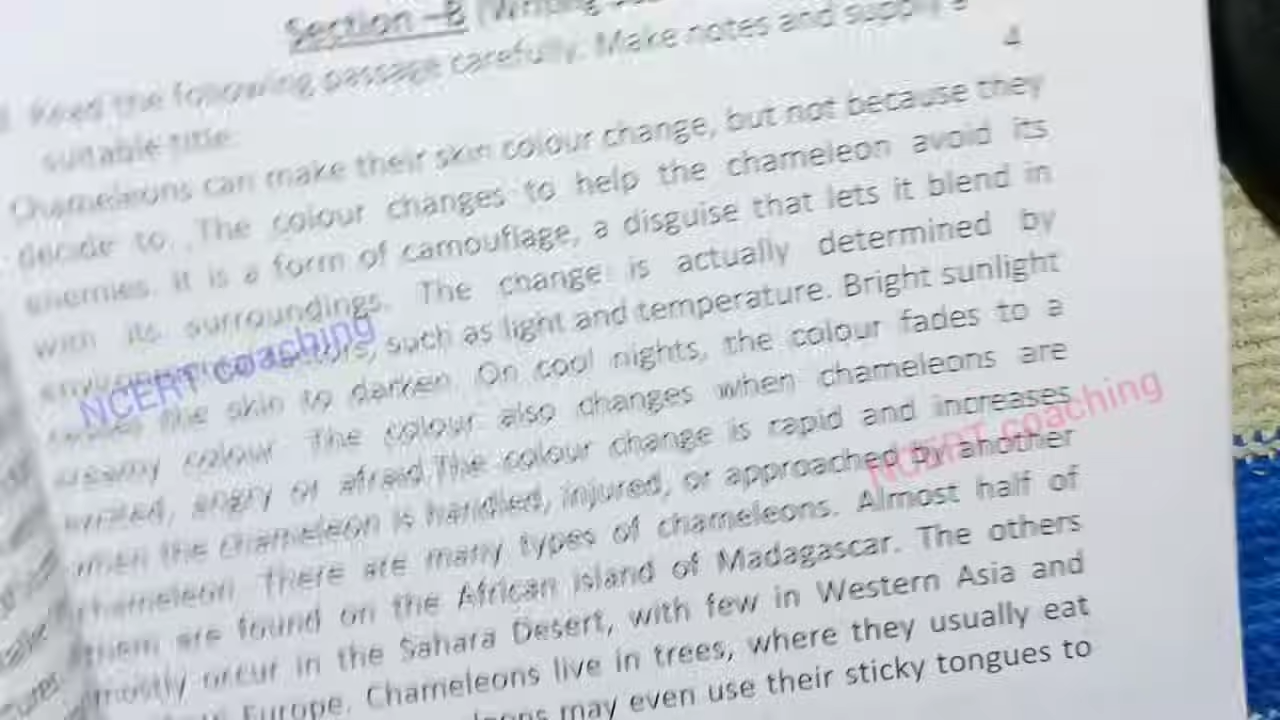 Section –B (Writing
Read the following passage carefully. Make notes and supply a
suitable title. 4
Chameleons can make their skin colour change, but not because they
decide to. The colour changes to help the chameleon avoid its
enemies. It is a form of camouflage, a disguise that lets it blend in
with its surroundings. The change is actually determined by
such as light and temperature. Bright sunlight
the skin to darken. On cool nights, the colour fades to a
creamy colour. The colour also changes when chameleons are
excited, angry or afraid.The colour change is rapid and increases
when the chameleon is handled, injured, or approached by another
chameleon. There are many types of chameleons. Almost half of
them are found on the African island of Madagascar. The others
mostly occur in the Sahara Desert, with few in Western Asia and
Europe. Chameleons live in trees, where they usually eat
may even use their sticky tongues to
NCERT coaching
NCERT coaching